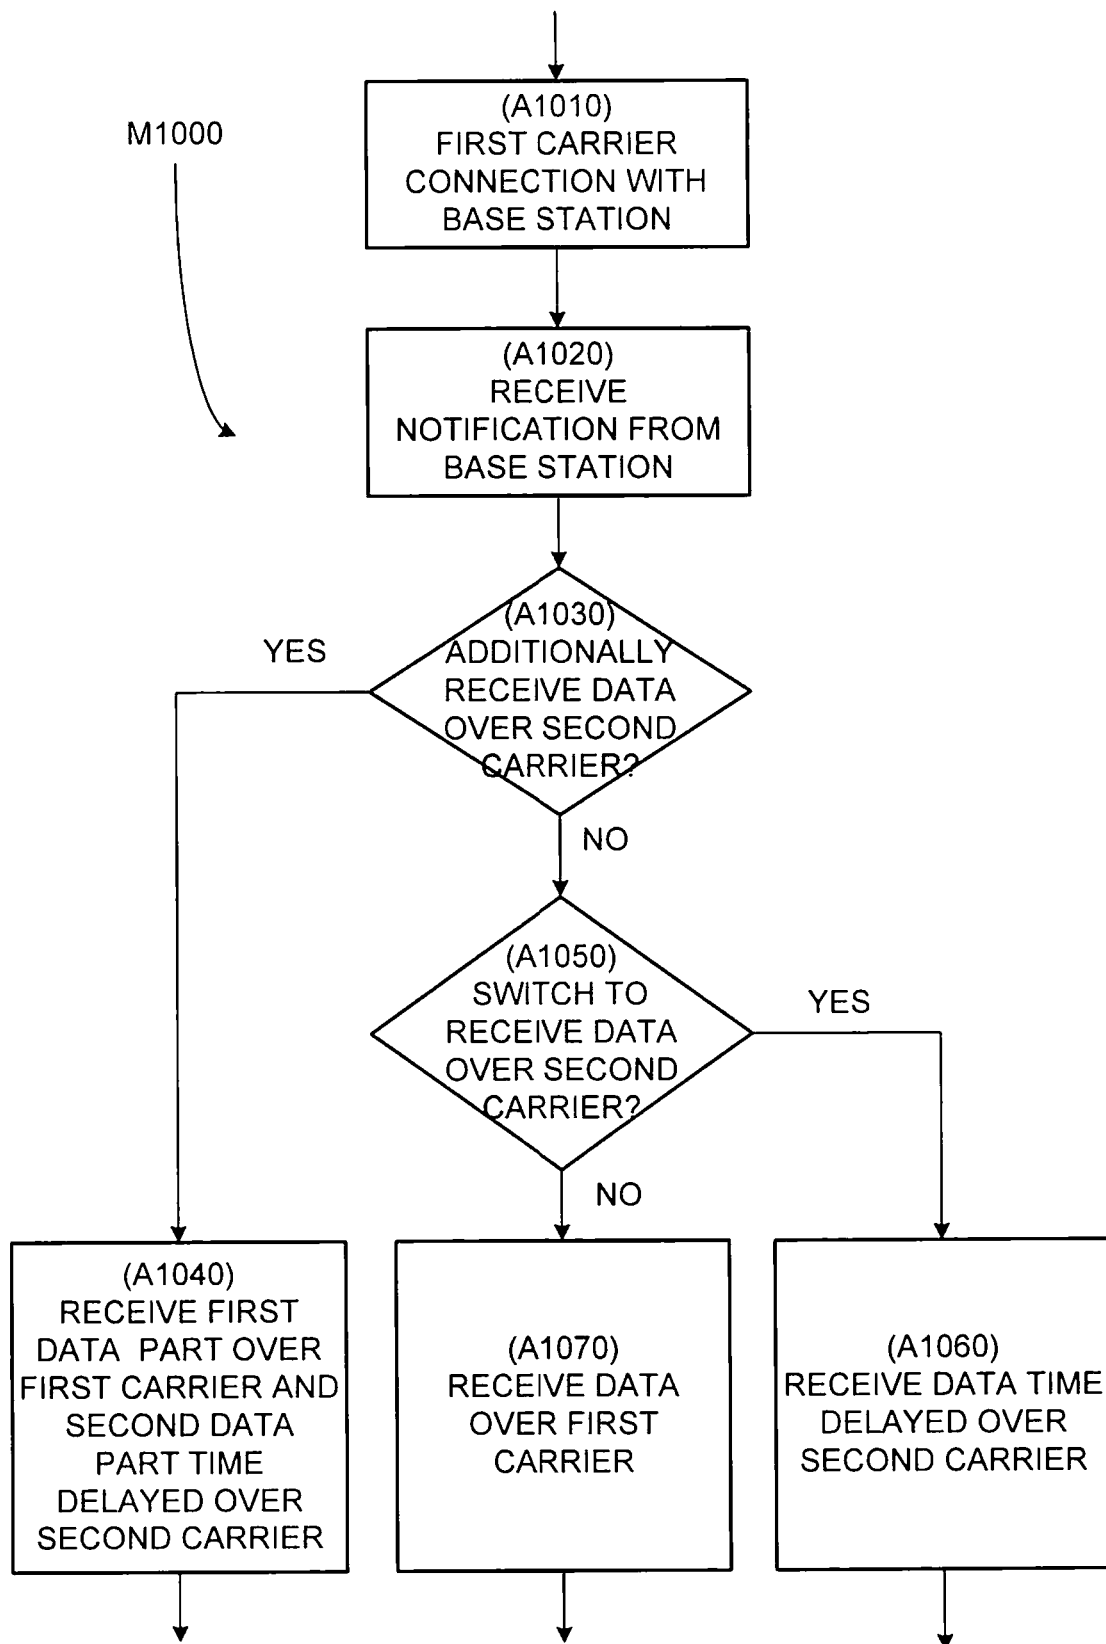 M1000
(A1010)
FIRST CARRIER
CONNECTION WITH
BASE STATION
(A1020)
RECEIVE
NOTIFICATION FROM
BASE STATION
(A1030)
ADDITIONALLY
RECEIVE DATA
OVER SECOND
CARRIER?
YES
NO
(A1050)
SWITCH TO
RECEIVE DATA
OVER SECOND
CARRIER?
YES
NO
(A1040)
RECEIVE FIRST
DATA PART OVER
FIRST CARRIER AND
SECOND DATA
PART TIME
DELAYED OVER
SECOND CARRIER
(A1070)
RECEIVE DATA
OVER FIRST
CARRIER
(A1060)
RECEIVE DATA TIME
DELAYED OVER
SECOND CARRIER